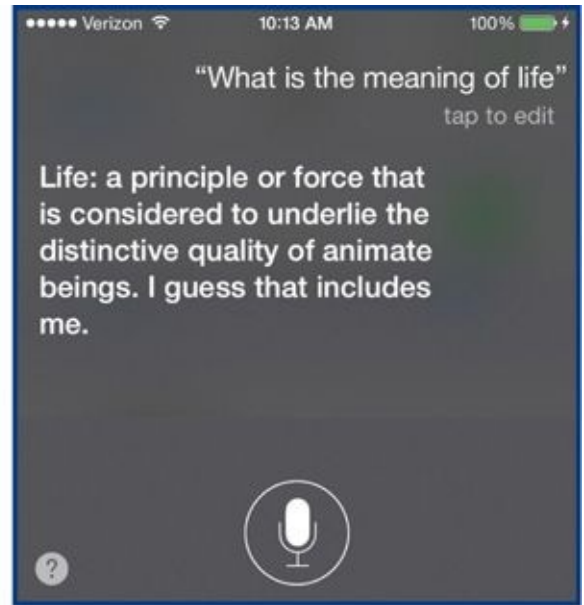 Verizon 10:13 AM 100%
“What is the meaning of life”
tap to edit
Life: a principle or force that
is considered to underlie the
distinctive quality of animate
beings. I guess that includes
me.
?